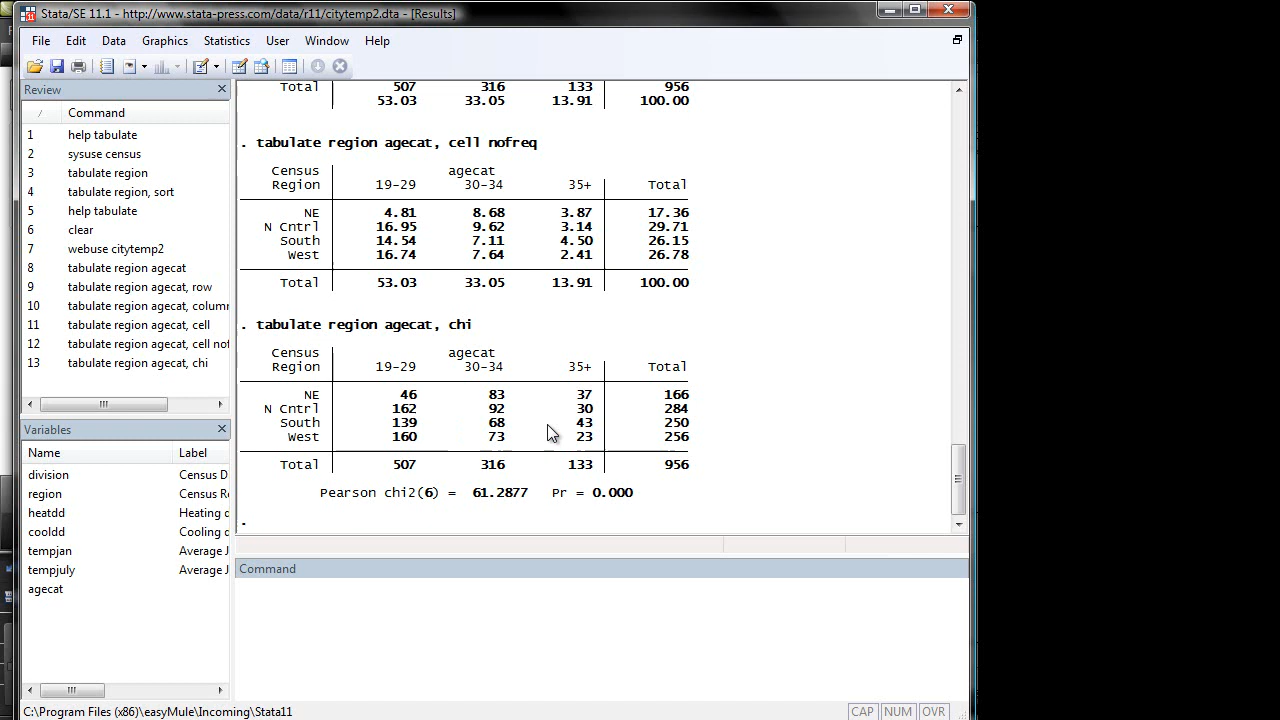 Stata/SE 11.1 - http://www.stata-press.com/data/r11/citytemp2.dta - [Results]
File Edit Data Graphics Statistics User Window Help
Review
Command
1 help tabulate
2 sysuse census
3 tabulate region
4 tabulate region, sort
5 help tabulate
6 clear
7 webuse citytemp2
8 tabulate region agecat
9 tabulate region agecat, row
10 tabulate region agecat, column
11 tabulate region agecat, cell
12 tabulate region agecat, cell nof
13 tabulate region agecat, chi
Variables
Name Label
division Census D
region Census Re
heatdd Heating d
cooldd Cooling d
tempjan Average J
tempjuly Average J
agecat
Total 507 316 133 956
53.03 33.05 13.91 100.00
. tabulate region agecat, cell nofreq
Census agecat
Region 19-29 30-34 35+ Total
NE 4.81 8.68 3.87 17.36
N Cntrl 16.95 9.62 3.14 29.71
South 14.54 7.11 4.50 26.15
West 16.74 7.64 2.41 26.78
Total 53.03 33.05 13.91 100.00
. tabulate region agecat, chi
Census agecat
Region 19-29 30-34 35+ Total
NE 46 83 37 166
N Cntrl 162 92 30 284
South 139 68 43 250
West 160 73 23 256
Total 507 316 133 956
Pearson chi2(6) = 61.2877 Pr = 0.000
.
Command
C:\Program Files (x86)\easyMule\Incoming\Stata11
CAP NUM OVR